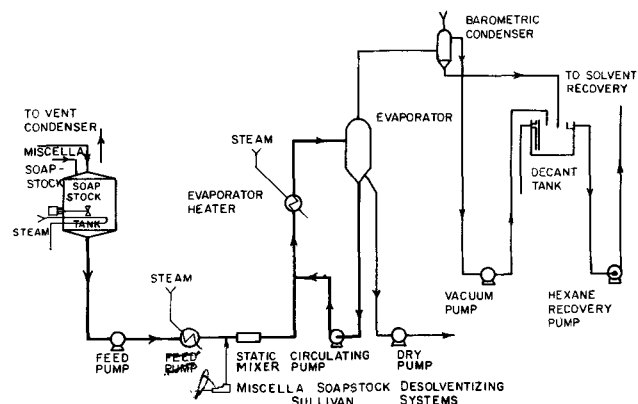 BAROMETRIC
CONDENSER
TO SOLVENT
RECOVERY
TO VENT
CONDENSER
MISCELLA
SOAP-
STOCK
SOAP
STOCK
TANK
STEAM
STEAM
EVAPORATOR
EVAPORATOR
HEATER
DECANT
TANK
STEAM
VACUUM
PUMP
HEXANE
RECOVERY
PUMP
FEED
PUMP
FEED
PUMP
STATIC
MIXER
CIRCULATING
PUMP
DRY
PUMP
MISCELLA SOAPSTOCK DESOLVENTIZING
SULLIVAN SYSTEMS